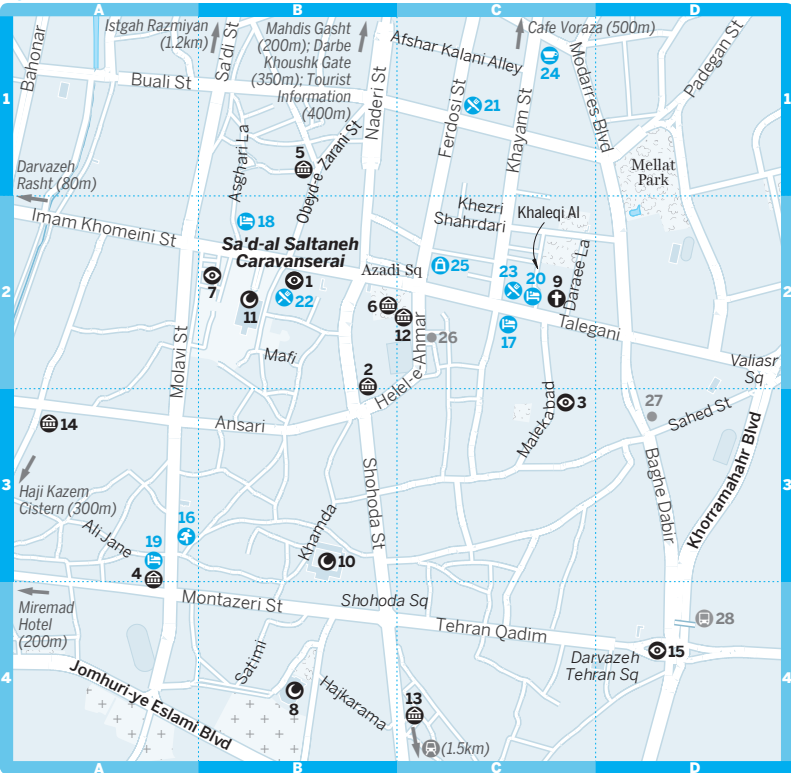 A
B
C
D
Istgah Razmiyan
(1.2km)
Mahdis Gasht
(200m); Darbe
Khoushk Gate
(350m); Tourist
Information
(400m)
Cafe Voraza (500m)
Bahonar
Sa'di St
Naderi St
Afshar Kalani Alley
24
Modarres Blvd
Padegan St
Buali St
1
1
21
Ferdosi St
Khayam St
Asghari La
5
Obeyd-e Zarani St
Mellat
Park
Darvazeh
Rasht (80m)
Imam Khomeini St
18
Khezri
Shahrdari
Khaleqi Al
Sa'd-al Saltaneh
Caravanserai
Azadi Sq
25
23
20
9
Daraee La
7
1
2
2
11
22
6
12
26
17
Talegani
Molavi St
Mafi
2
Helel-e-Ahmar
Valiasr
Sq
14
Ansari
Malekabad
3
27
Sahed St
3
3
Haji Kazem
Cistern (300m)
Shohoda St
Baghe Dabir
Khorramahahr Blvd
Ali Jane
16
19
Khamda
10
4
Montazeri St
Shohoda Sq
Miremad
Hotel
(200m)
Tehran Qadim
28
Darvazeh
Tehran Sq
15
4
4
Satimi
Jomhuri-ye Eslami Blvd
8
Hajkarama
13
(1.5km)
A
B
C
D